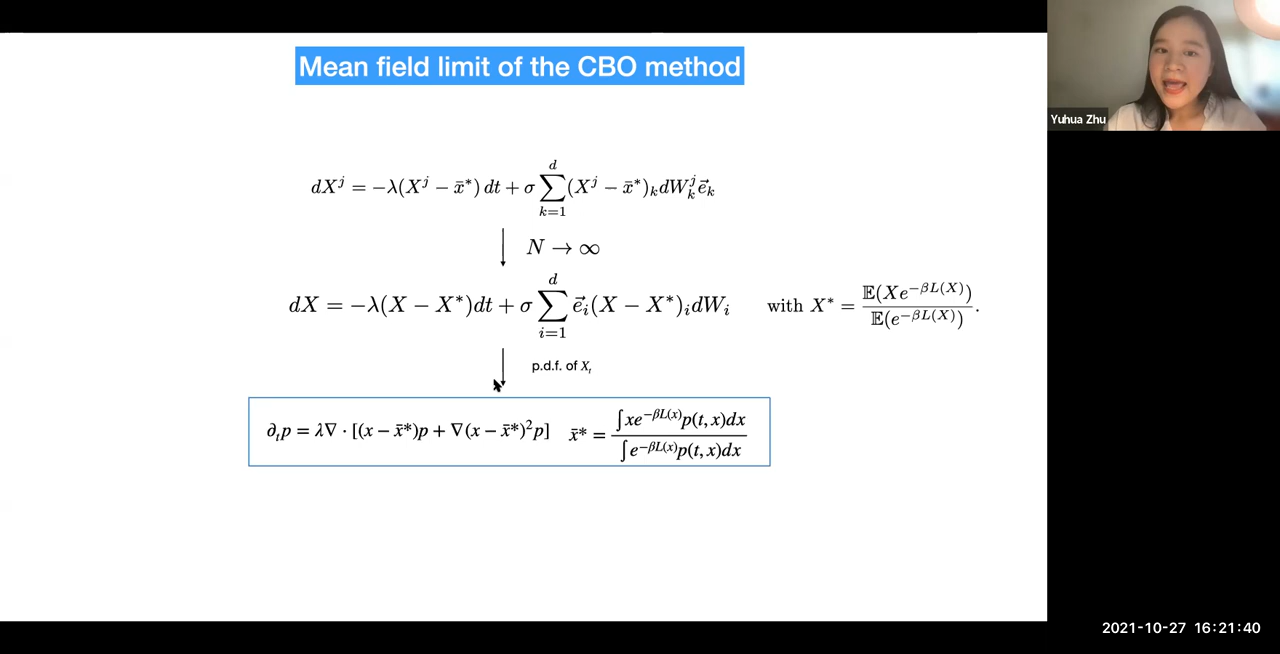 Mean field limit of the CBO method
Yuhua Zhu
dX^j = −λ(X^j − x̄*) dt + σ ∑_{k=1}^{d} (X^j − x̄*)_k dW_k^j e⃗_k
N → ∞
dX = −λ(X − X*)dt + σ ∑_{i=1}^{d} e⃗_i(X − X*)_i dW_i with X* = 𝔼(Xe^{−βL(X)}) / 𝔼(e^{−βL(X)}).
p.d.f. of X_t
∂_t p = λ∇ · [(x − x̄*)p + ∇(x − x̄*)²p] x̄* = ∫xe^{−βL(x)}p(t, x)dx / ∫e^{−βL(x)}p(t, x)dx
2021-10-27 16:21:40